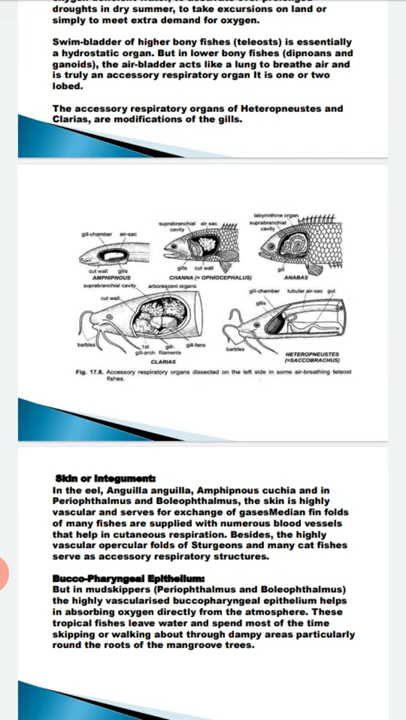 droughts in dry summer, to take excursions on land or
simply to meet extra demand for oxygen.
Swim-bladder of higher bony fishes (teleosts) is essentially
a hydrostatic organ. But in lower bony fishes (dipnoans and
ganoids), the air-bladder acts like a lung to breathe air and
is truly an accessory respiratory organ It is one or two
lobed.
The accessory respiratory organs of Heteropneustes and
Clarias, are modifications of the gills.
gill-chamber air-sac
cut wall gills
AMPHIPNOUS
suprabranchial air sac
cavity
gills cut wall
CHANNA (= OPHIOCEPHALUS)
labyrinthine organ
suprabranchial
cavity
gill
ANABAS
suprabranchial cavity arborescent organs
cut wall
barbles
1st
gill-arch
gill-
filaments
gill-fans
CLARIAS
gill-chamber tubular air-sac gut
gills
barbles
HETEROPNEUSTES
(=SACCOBRACHUS)
Fig. 17.8. Accessory respiratory organs dissected on the left side in some air-breathing teleost
fishes.
Skin or Integument:
In the eel, Anguilla anguilla, Amphipnous cuchia and in
Periophthalmus and Boleophthalmus, the skin is highly
vascular and serves for exchange of gasesMedian fin folds
of many fishes are supplied with numerous blood vessels
that help in cutaneous respiration. Besides, the highly
vascular opercular folds of Sturgeons and many cat fishes
serve as accessory respiratory structures.
Bucco-Pharyngeal Epithelium:
But in mudskippers (Periophthalmus and Boleophthalmus)
the highly vascularised buccopharyngeal epithelium helps
in absorbing oxygen directly from the atmosphere. These
tropical fishes leave water and spend most of the time
skipping or walking about through dampy areas particularly
round the roots of the mangroove trees.